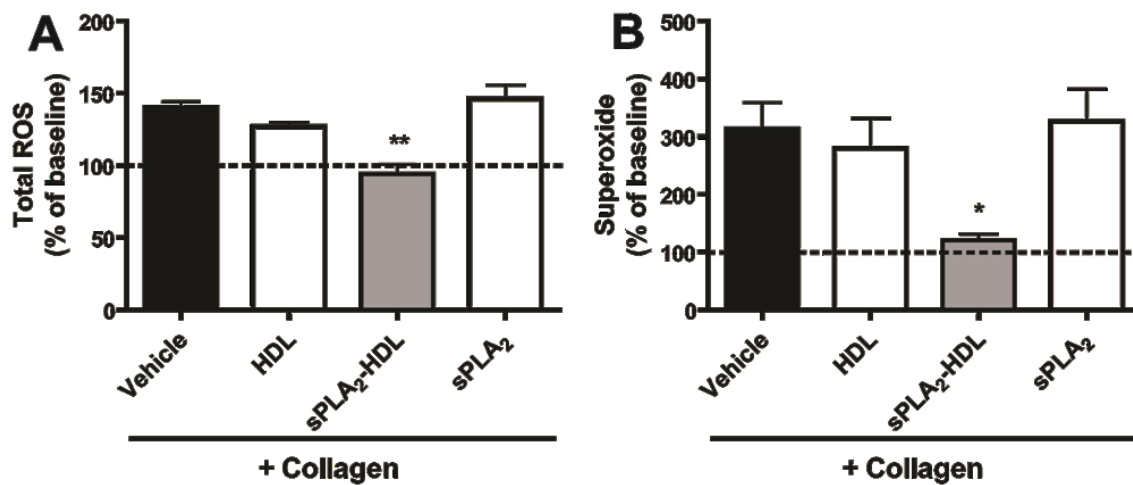 A
Total ROS
(% of baseline)
200
150
100
50
0
**
Vehicle
HDL
sPLA₂-HDL
sPLA₂
+ Collagen
B
Superoxide
(% of baseline)
500
400
300
200
100
0
*
Vehicle
HDL
sPLA₂-HDL
sPLA₂
+ Collagen